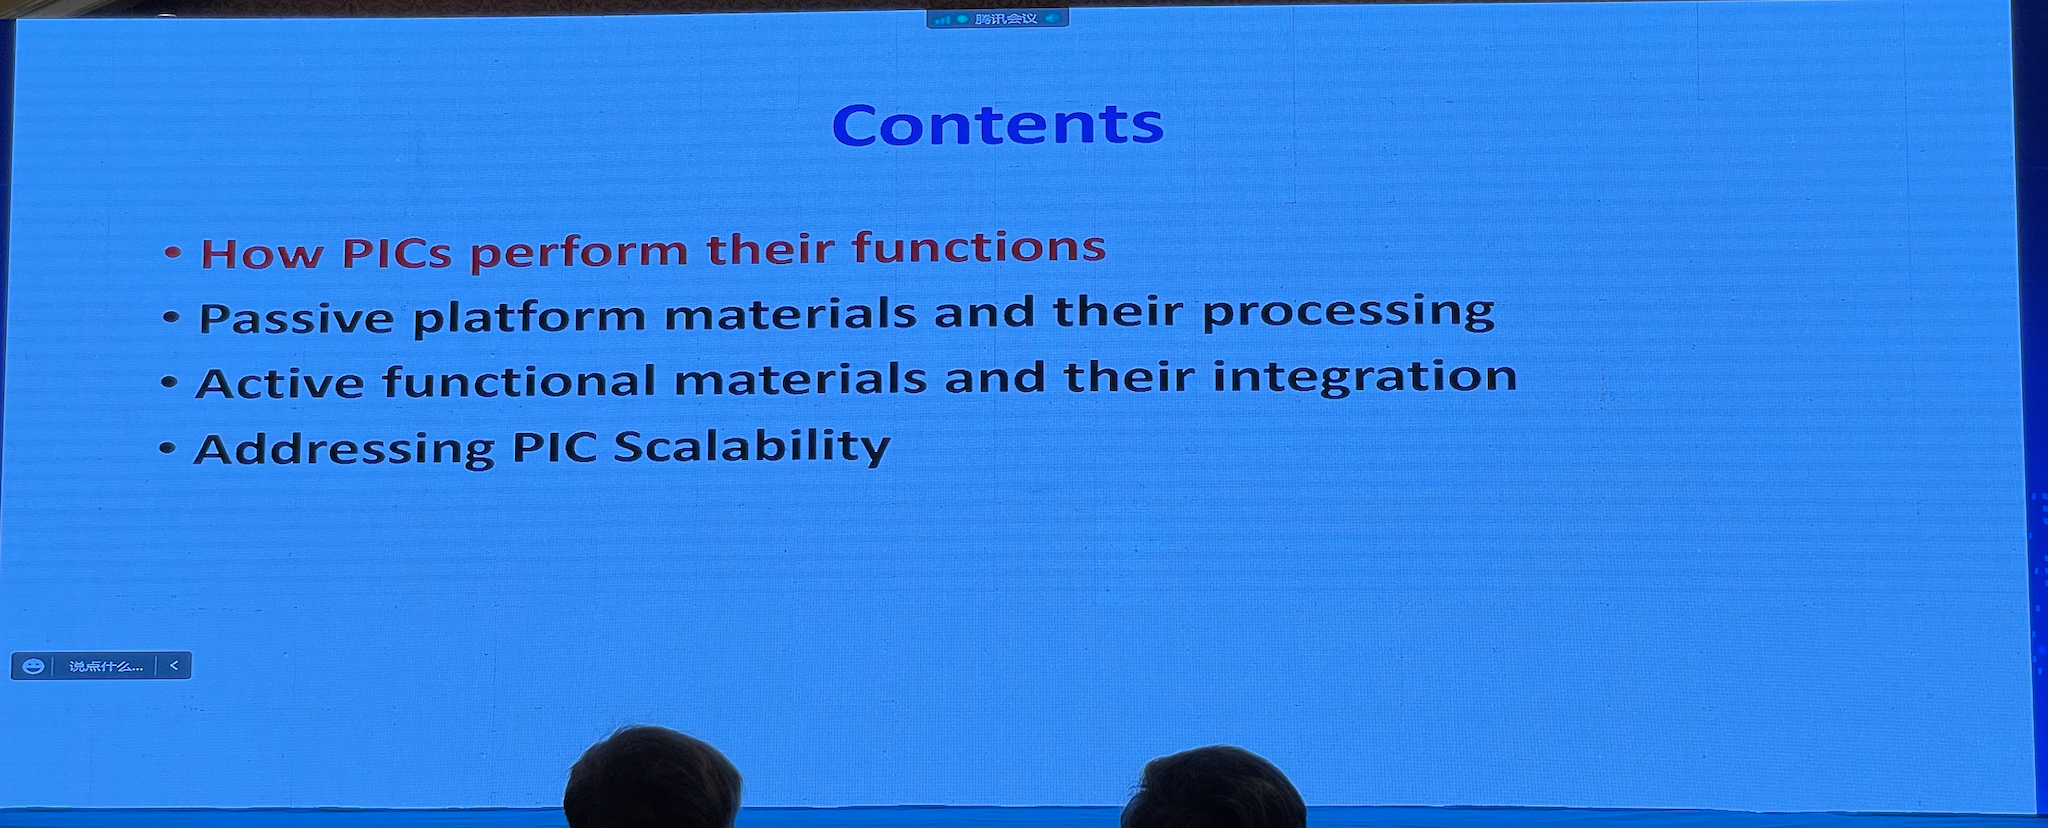 腾讯会议
Contents
• How PICs perform their functions
• Passive platform materials and their processing
• Active functional materials and their integration
• Addressing PIC Scalability
说点什么...